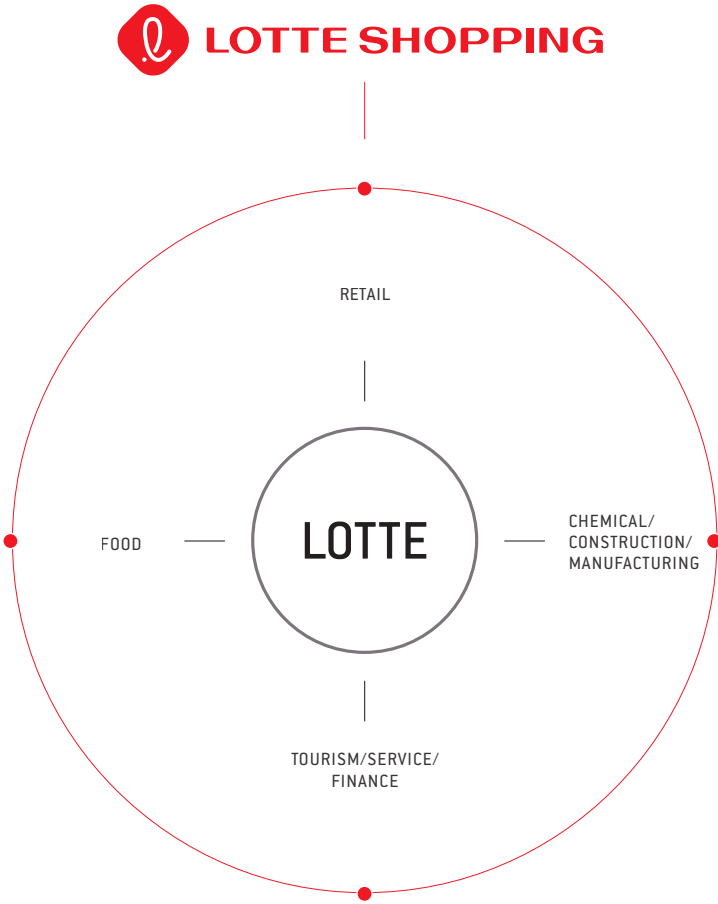 LOTTE SHOPPING
RETAIL
FOOD
LOTTE
CHEMICAL/
CONSTRUCTION/
MANUFACTURING
TOURISM/SERVICE/
FINANCE